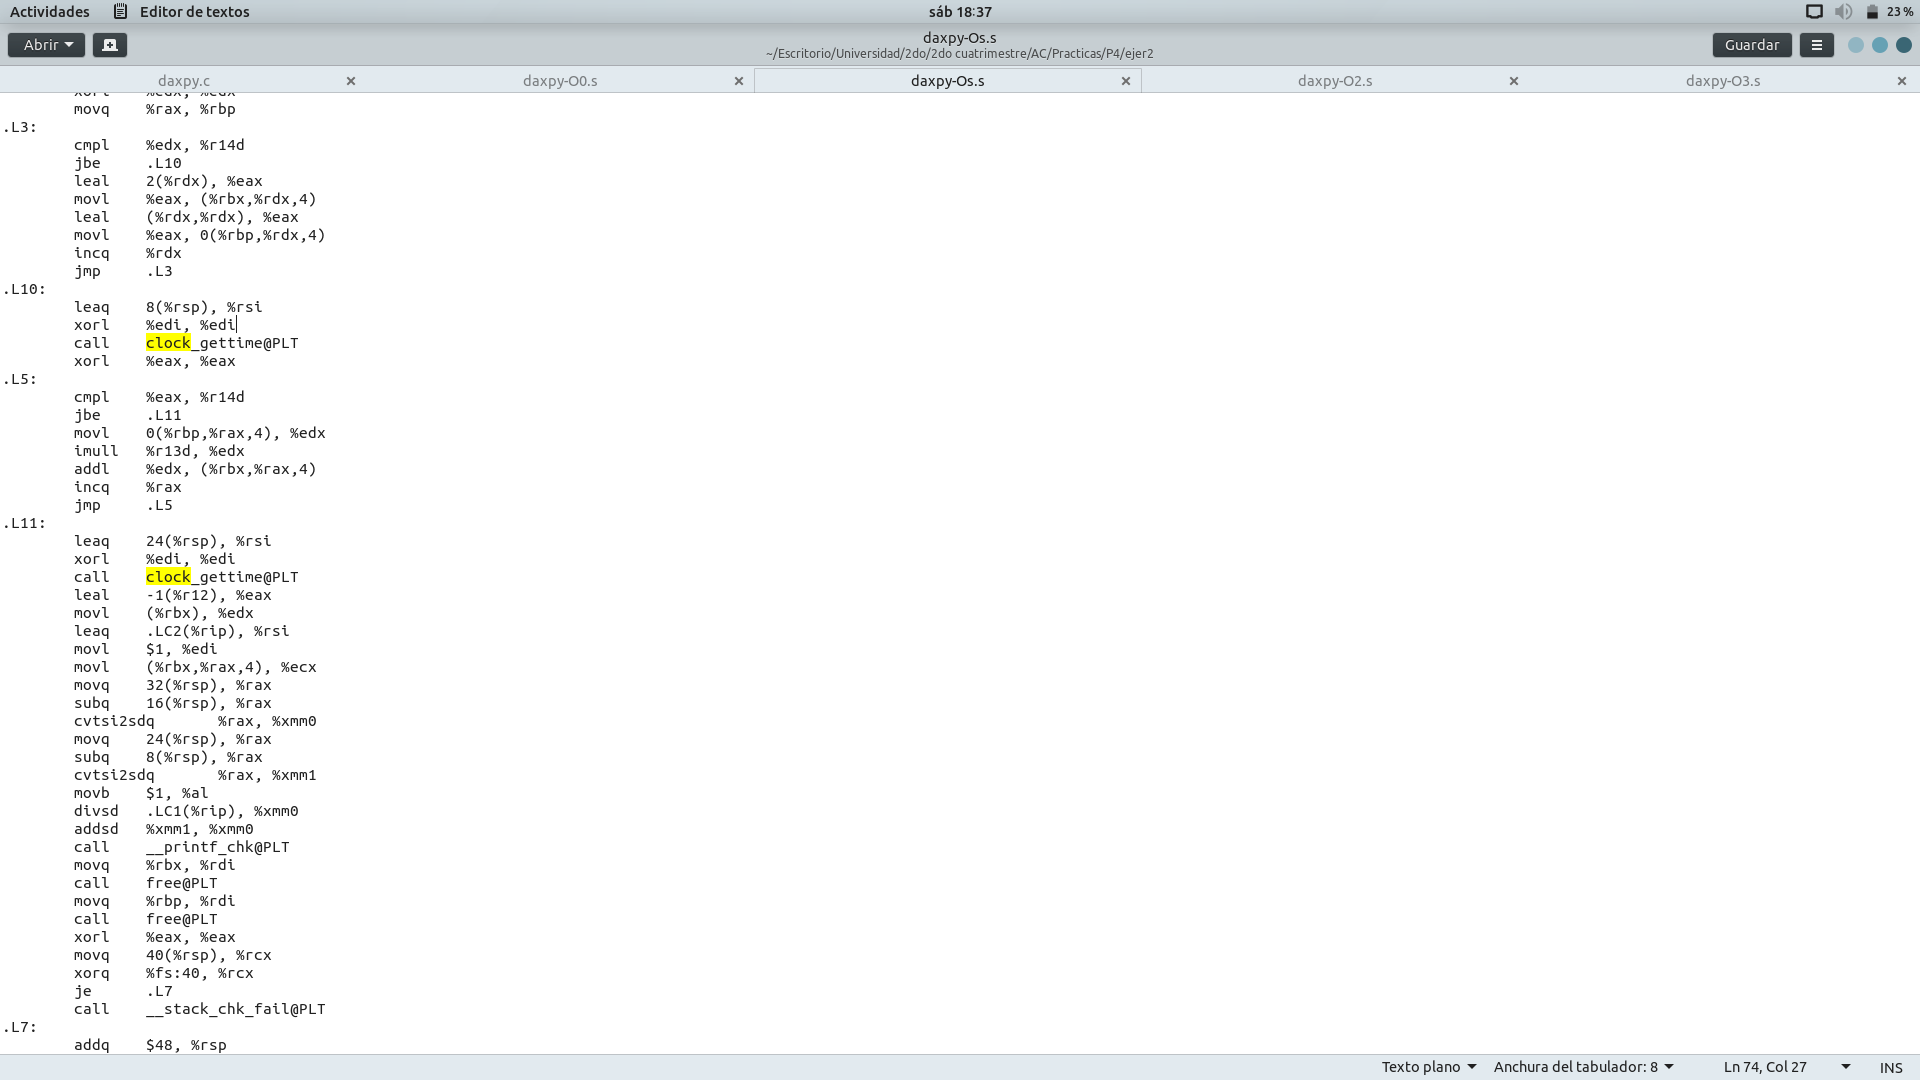 Actividades Editor de textos sáb 18:37 23 %
Abrir daxpy-Os.s Guardar
~/Escritorio/Universidad/2do/2do cuatrimestre/AC/Practicas/P4/ejer2
daxpy.c daxpy-O0.s daxpy-Os.s daxpy-O2.s daxpy-O3.s
xorl %edx, %edx
movq %rax, %rbp
.L3:
cmpl %edx, %r14d
jbe .L10
leal 2(%rdx), %eax
movl %eax, (%rbx,%rdx,4)
leal (%rdx,%rdx), %eax
movl %eax, 0(%rbp,%rdx,4)
incq %rdx
jmp .L3
.L10:
leaq 8(%rsp), %rsi
xorl %edi, %edi
call clock_gettime@PLT
xorl %eax, %eax
.L5:
cmpl %eax, %r14d
jbe .L11
movl 0(%rbp,%rax,4), %edx
imull %r13d, %edx
addl %edx, (%rbx,%rax,4)
incq %rax
jmp .L5
.L11:
leaq 24(%rsp), %rsi
xorl %edi, %edi
call clock_gettime@PLT
leal -1(%r12), %eax
movl (%rbx), %edx
leaq .LC2(%rip), %rsi
movl $1, %edi
movl (%rbx,%rax,4), %ecx
movq 32(%rsp), %rax
subq 16(%rsp), %rax
cvtsi2sdq %rax, %xmm0
movq 24(%rsp), %rax
subq 8(%rsp), %rax
cvtsi2sdq %rax, %xmm1
movb $1, %al
divsd .LC1(%rip), %xmm0
addsd %xmm1, %xmm0
call __printf_chk@PLT
movq %rbx, %rdi
call free@PLT
movq %rbp, %rdi
call free@PLT
xorl %eax, %eax
movq 40(%rsp), %rcx
xorq %fs:40, %rcx
je .L7
call __stack_chk_fail@PLT
.L7:
addq $48, %rsp
Texto plano Anchura del tabulador: 8 Ln 74, Col 27 INS